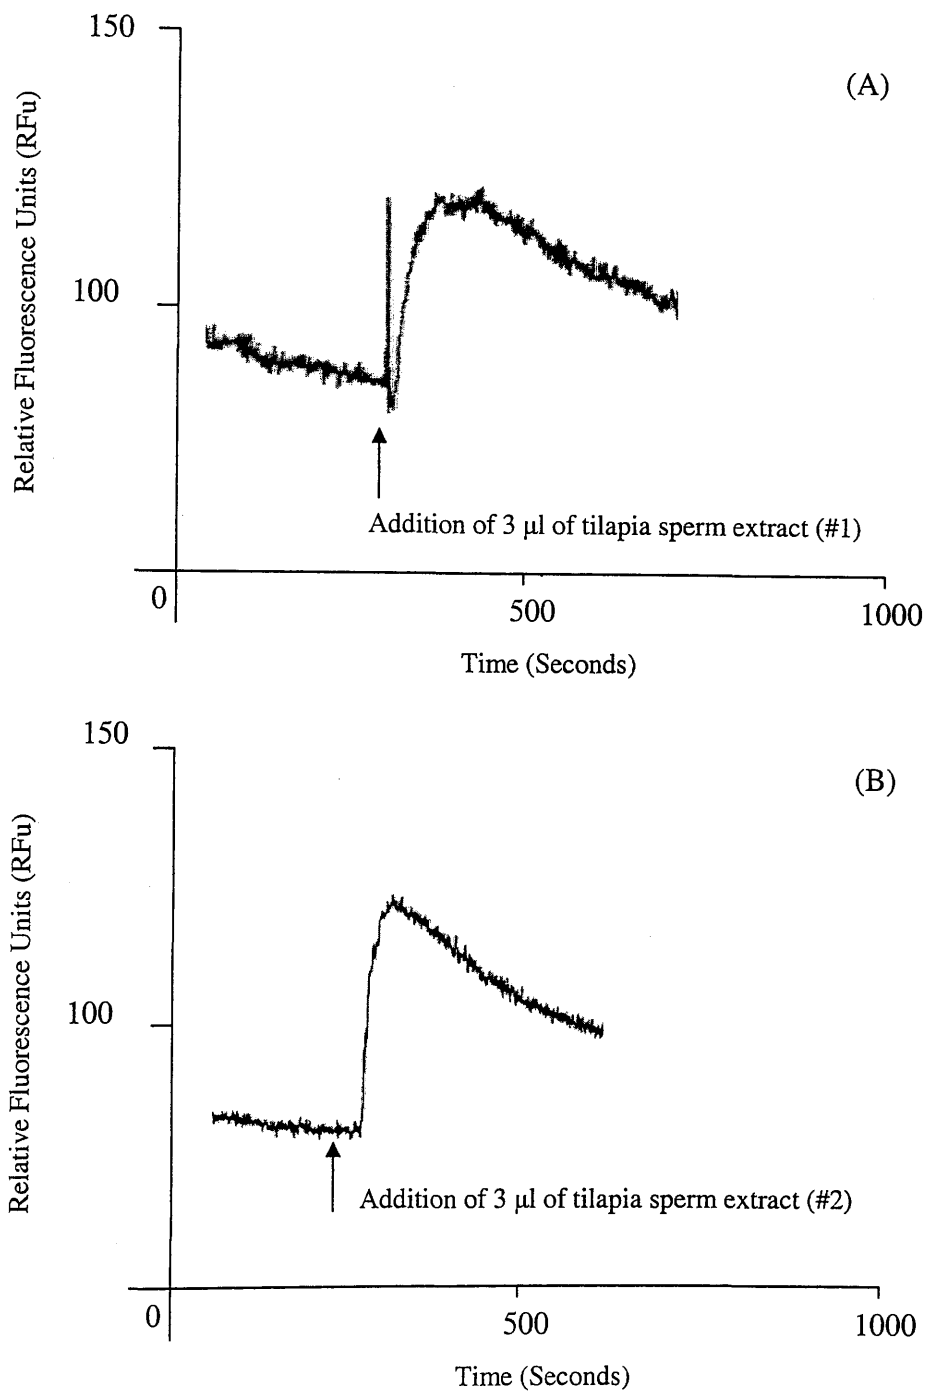 150
(A)
Relative Fluorescence Units (RFu)
100
Addition of 3 μl of tilapia sperm extract (#1)
0
500
1000
Time (Seconds)
150
(B)
Relative Fluorescence Units (RFu)
100
Addition of 3 μl of tilapia sperm extract (#2)
0
500
1000
Time (Seconds)